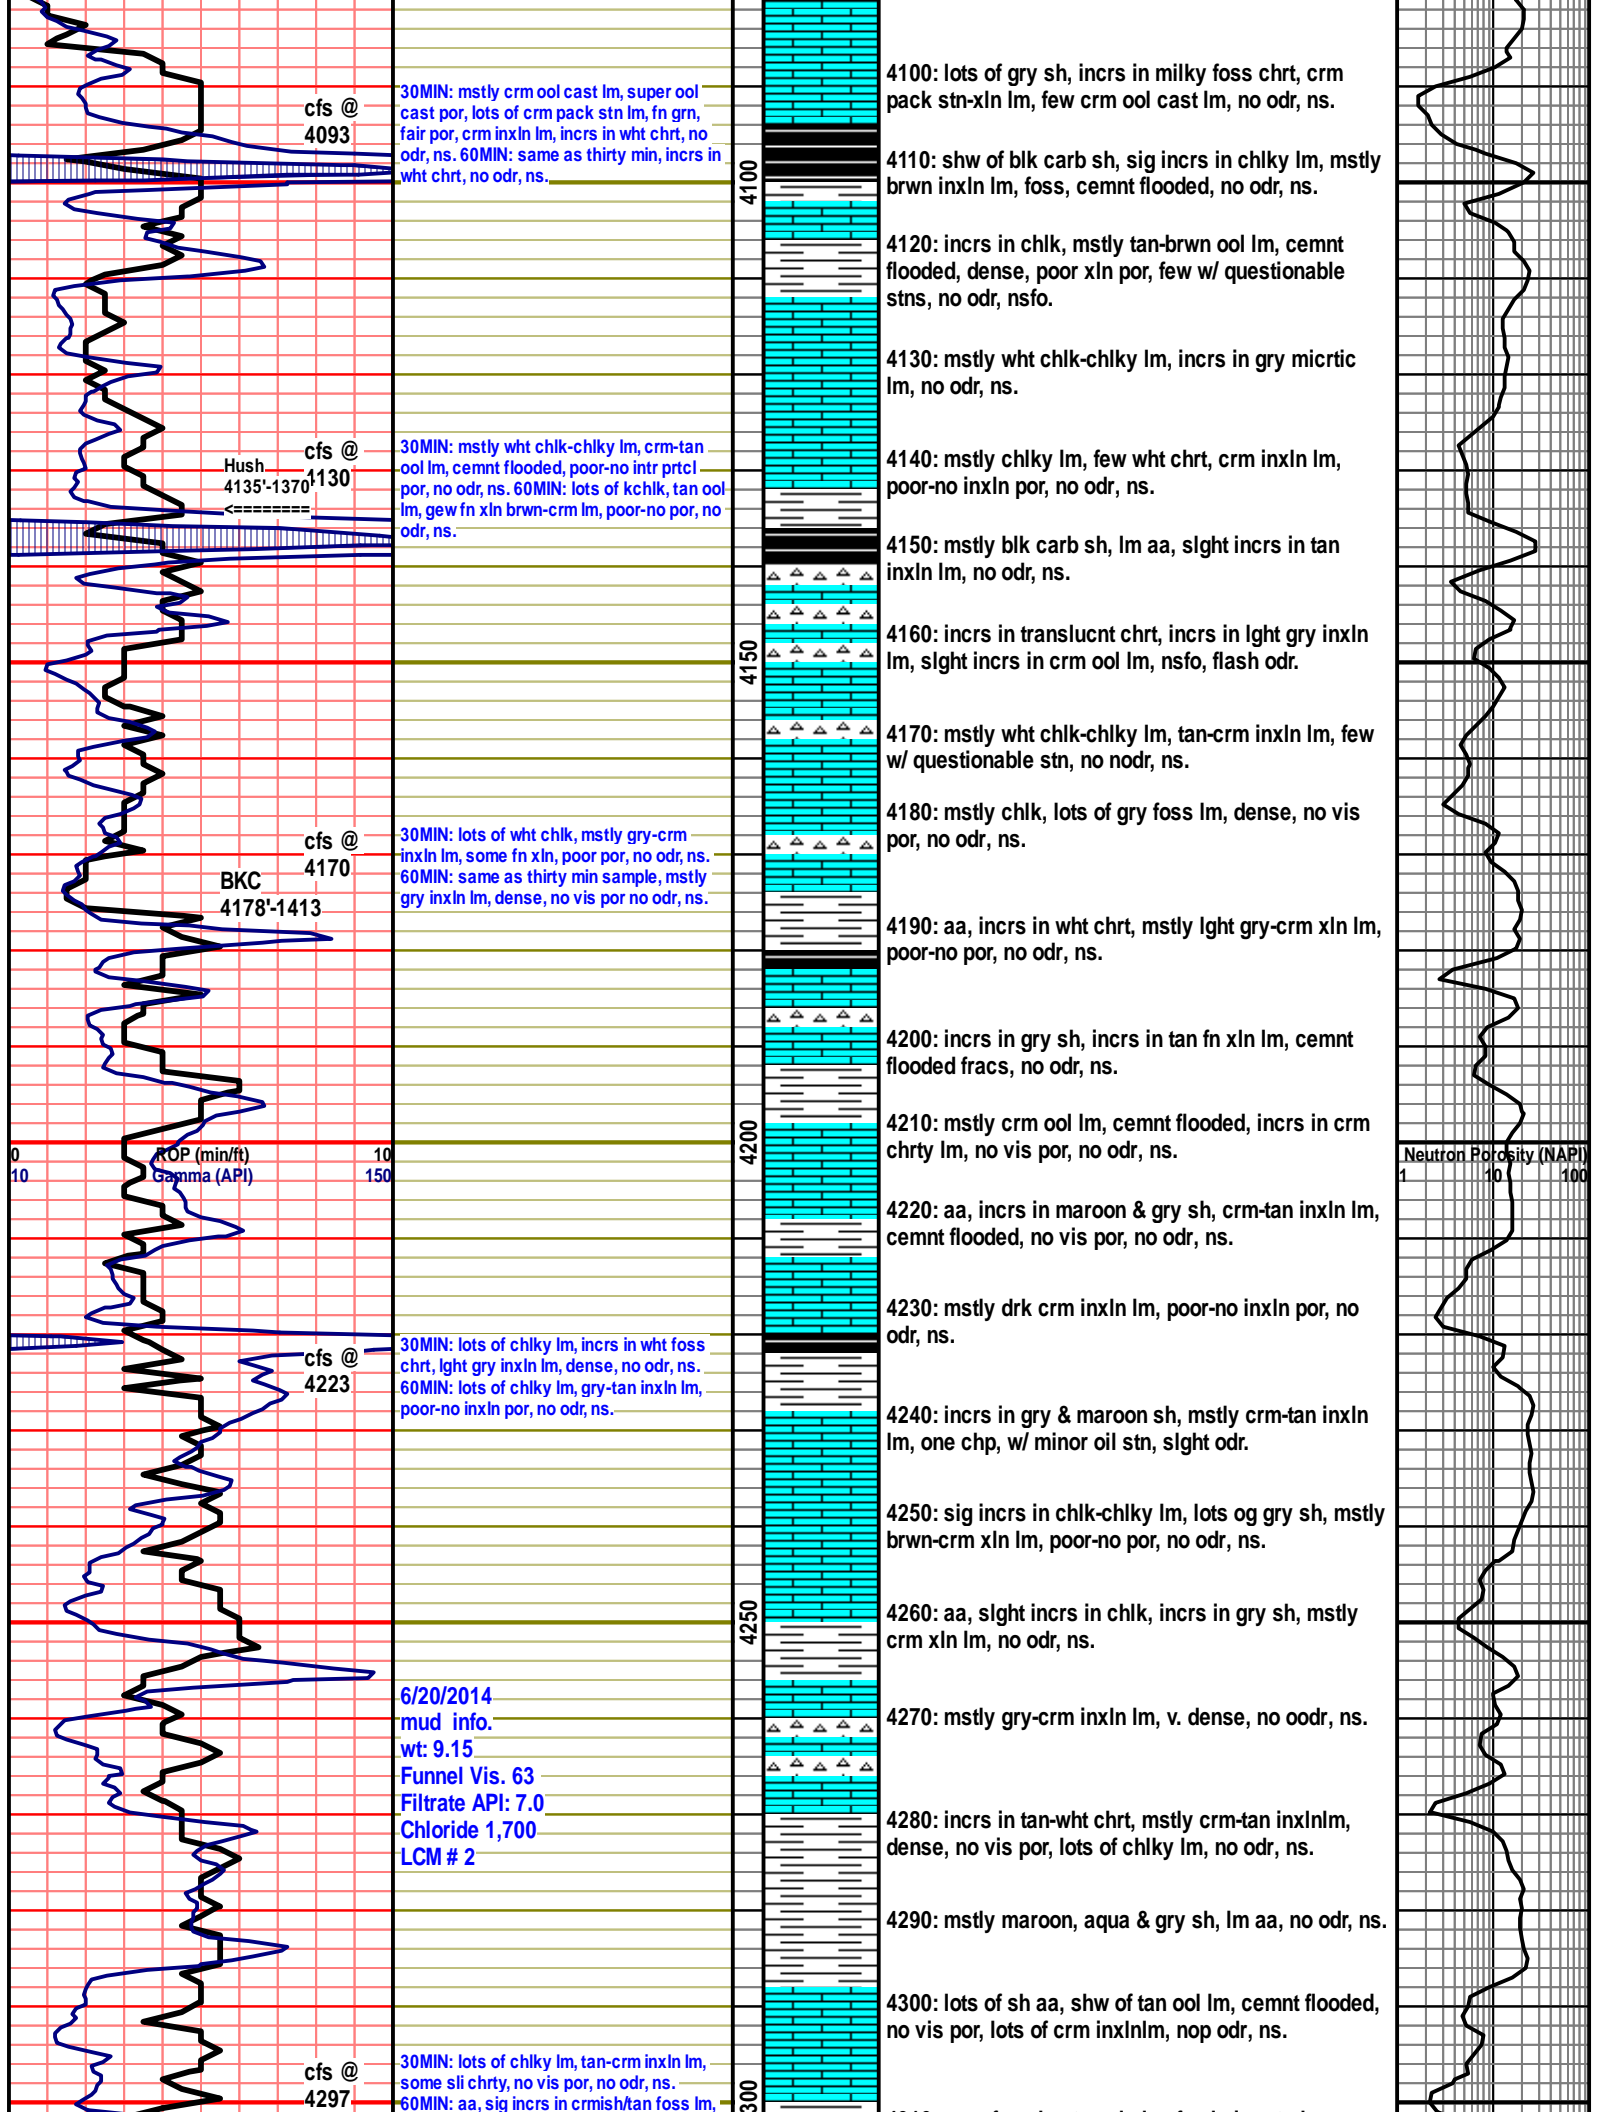 cfs @
4093
30MIN: mstly crm ool cast lm, super ool
cast por, lots of crm pack stn lm, fn grn,
fair por, crm inxln lm, incrs in wht chrt, no
odr, ns. 60MIN: same as thirty min, incrs in
wht chrt, no odr, ns.
4100
4100: lots of gry sh, incrs in milky foss chrt, crm
pack stn-xln lm, few crm ool cast lm, no odr, ns.
4110: shw of blk carb sh, sig incrs in chlky lm, mstly
brwn inxln lm, foss, cemnt flooded, no odr, ns.
4120: incrs in chlk, mstly tan-brwn ool lm, cemnt
flooded, dense, poor xln por, few w/ questionable
stns, no odr, nsfo.
4130: mstly wht chlk-chlky lm, incrs in gry micrtic
lm, no odr, ns.
cfs @
4130
Hush
4135'-1370
<========
30MIN: mstly wht chlk-chlky lm, crm-tan
ool lm, cemnt flooded, poor-no intr prtcl
por, no odr, ns. 60MIN: lots of kchlk, tan ool
lm, gew fn xln brwn-crm lm, poor-no por, no
odr, ns.
4140: mstly chlky lm, few wht chrt, crm inxln lm,
poor-no inxln por, no odr, ns.
4150: mstly blk carb sh, lm aa, slght incrs in tan
inxln lm, no odr, ns.
4150
4160: incrs in translucnt chrt, incrs in lght gry inxln
lm, slght incrs in crm ool lm, nsfo, flash odr.
4170: mstly wht chlk-chlky lm, tan-crm inxln lm, few
w/ questionable stn, no nodr, ns.
4180: mstly chlk, lots of gry foss lm, dense, no vis
por, no odr, ns.
cfs @
4170
BKC
4178'-1413
30MIN: lots of wht chlk, mstly gry-crm
inxln lm, some fn xln, poor por, no odr, ns.
60MIN: same as thirty min sample, mstly
gry inxln lm, dense, no vis por no odr, ns.
4190: aa, incrs in wht chrt, mstly lght gry-crm xln lm,
poor-no por, no odr, ns.
4200: incrs in gry sh, incrs in tan fn xln lm, cemnt
flooded fracs, no odr, ns.
4200
4210: mstly crm ool lm, cemnt flooded, incrs in crm
chrty lm, no vis por, no odr, ns.
0 ROP (min/ft) 10
10 Gamma (API) 150
Neutron Porosity (NAPI)
1 10 100
4220: aa, incrs in maroon & gry sh, crm-tan inxln lm,
cemnt flooded, no vis por, no odr, ns.
4230: mstly drk crm inxln lm, poor-no inxln por, no
odr, ns.
cfs @
4223
30MIN: lots of chlky lm, incrs in wht foss
chrt, lght gry inxln lm, dense, no odr, ns.
60MIN: lots of chlky lm, gry-tan inxln lm,
poor-no inxln por, no odr, ns.
4240: incrs in gry & maroon sh, mstly crm-tan inxln
lm, one chp, w/ minor oil stn, slght odr.
4250: sig incrs in chlk-chlky lm, lots og gry sh, mstly
brwn-crm xln lm, poor-no por, no odr, ns.
4250
4260: aa, slght incrs in chlk, incrs in gry sh, mstly
crm xln lm, no odr, ns.
6/20/2014
mud info.
wt: 9.15
Funnel Vis. 63
Filtrate API: 7.0
Chloride 1,700
LCM # 2
4270: mstly gry-crm inxln lm, v. dense, no oodr, ns.
4280: incrs in tan-wht chrt, mstly crm-tan inxlnlm,
dense, no vis por, lots of chlky lm, no odr, ns.
4290: mstly maroon, aqua & gry sh, lm aa, no odr, ns.
4300: lots of sh aa, shw of tan ool lm, cemnt flooded,
no vis por, lots of crm inxlnlm, nop odr, ns.
cfs @
4297
30MIN: lots of chlky lm, tan-crm inxln lm,
some sli chrty, no vis por, no odr, ns.
60MIN: aa, sig incrs in crmish/tan foss lm,